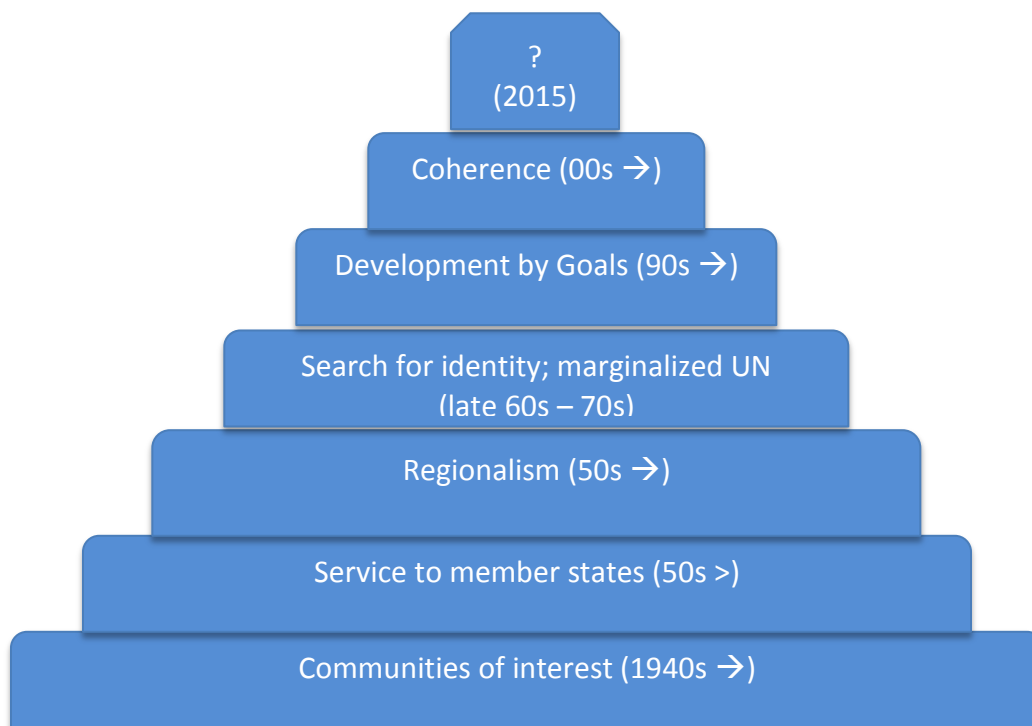 ?
(2015)
Coherence (00s →)
Development by Goals (90s →)
Search for identity; marginalized UN
(late 60s – 70s)
Regionalism (50s →)
Service to member states (50s >)
Communities of interest (1940s →)